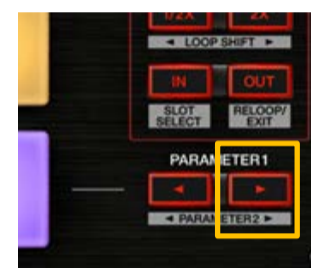 1/2X 2X
◄ LOOP SHIFT ►
IN OUT
SLOT SELECT RELOOP/ EXIT
PARAMETER1
◄ ►
◄ PARAMETER2 ►